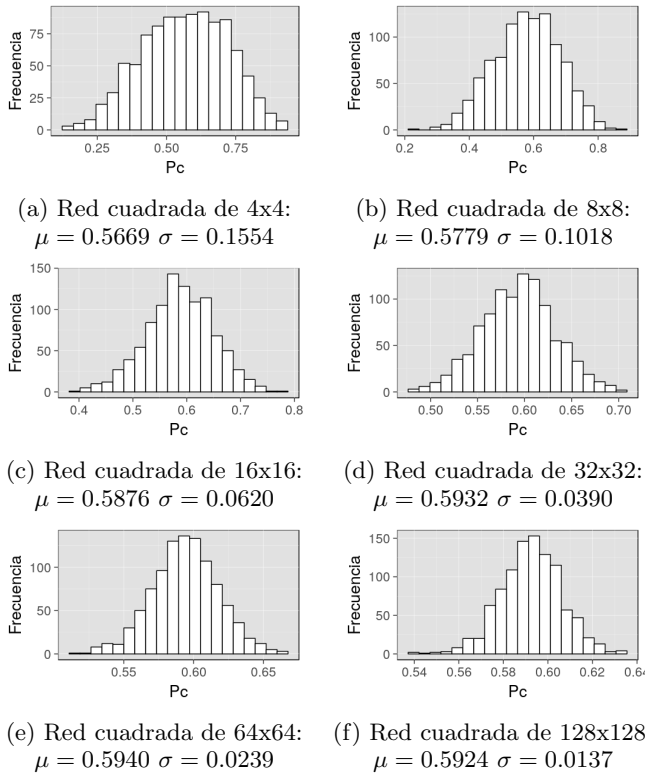 Frecuencia
75
50
25
0
0.25 0.50 0.75
Pc
(a) Red cuadrada de 4x4:
μ = 0.5669 σ = 0.1554
Frecuencia
100
50
0
0.2 0.4 0.6 0.8
Pc
(b) Red cuadrada de 8x8:
μ = 0.5779 σ = 0.1018
Frecuencia
150
100
50
0
0.4 0.5 0.6 0.7 0.8
Pc
(c) Red cuadrada de 16x16:
μ = 0.5876 σ = 0.0620
Frecuencia
100
50
0
0.50 0.55 0.60 0.65 0.70
Pc
(d) Red cuadrada de 32x32:
μ = 0.5932 σ = 0.0390
Frecuencia
100
50
0
0.55 0.60 0.65
Pc
(e) Red cuadrada de 64x64:
μ = 0.5940 σ = 0.0239
Frecuencia
150
100
50
0
0.54 0.56 0.58 0.60 0.62 0.64
Pc
(f) Red cuadrada de 128x128
μ = 0.5924 σ = 0.0137